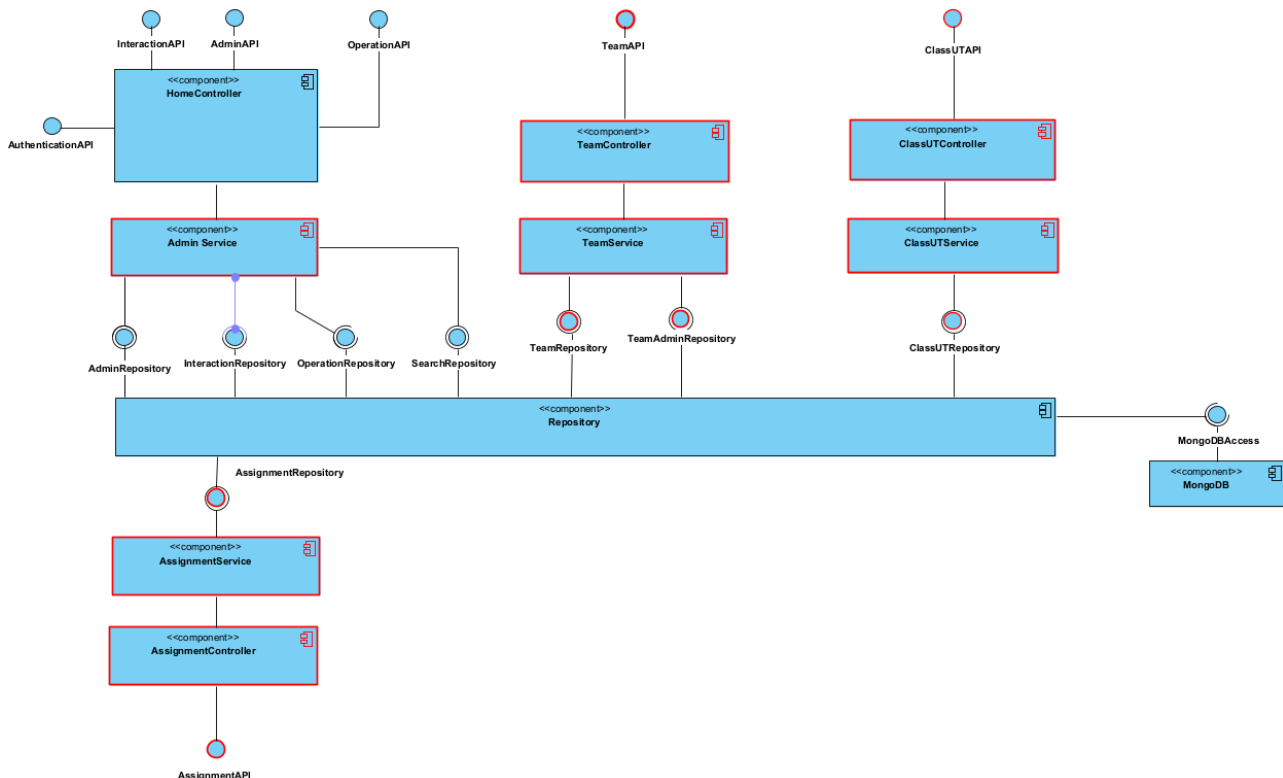 InteractionAPI
AdminAPI
OperationAPI
TeamAPI
ClassUTAPI
<<component>>
HomeController
AuthenticationAPI
<<component>>
TeamController
<<component>>
ClassUTController
<<component>>
Admin Service
<<component>>
TeamService
<<component>>
ClassUTService
AdminRepository
InteractionRepository
OperationRepository
SearchRepository
TeamRepository
TeamAdminRepository
ClassUTRepository
<<component>>
Repository
MongoDBAccess
<<component>>
MongoDB
AssignmentRepository
<<component>>
AssignmentService
<<component>>
AssignmentController
AssignmentAPI